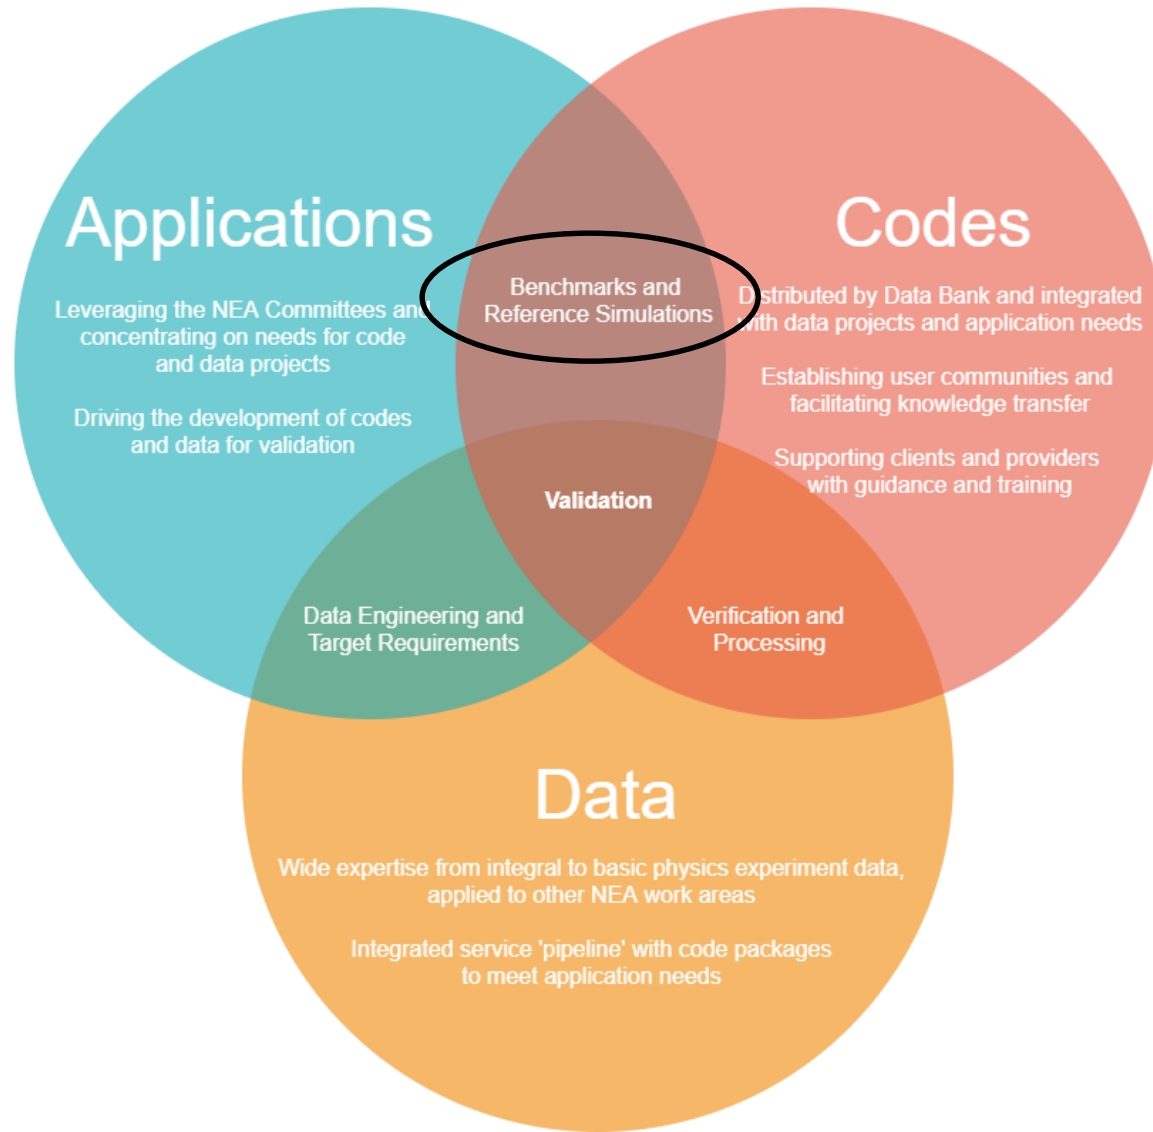 Applications
Leveraging the NEA Committees and
concentrating on needs for code
and data projects
Driving the development of codes
and data for validation
Benchmarks and
Reference Simulations
Codes
Distributed by Data Bank and integrated
with data projects and application needs
Establishing user communities and
facilitating knowledge transfer
Supporting clients and providers
with guidance and training
Validation
Data Engineering and
Target Requirements
Verification and
Processing
Data
Wide expertise from integral to basic physics experiment data,
applied to other NEA work areas
Integrated service 'pipeline' with code packages
to meet application needs